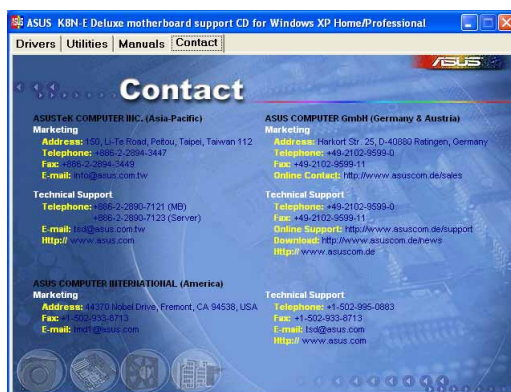 ASUS K8N-E Deluxe motherboard support CD for Windows XP Home/Professional
Drivers Utilities Manuals Contact
/SUS
Contact
ASUSTeK COMPUTER INC. (Asia-Pacific)
Marketing
Address: 150, Li-Te Road, Peitou, Taipei, Taiwan 112
Telephone: +886-2-2894-3447
Fax: +886-2-2894-3449
E-mail: info@asus.com.tw
Technical Support
Telephone: +886-2-2890-7121 (MB)
+886-2-2890-7123 (Server)
E-mail: tsd@asus.com.tw
Http:// www.asus.com
ASUS COMPUTER GmbH (Germany & Austria)
Marketing
Address: Harkort Str. 25, D-40880 Ratingen, Germany
Telephone: +49-2102-9599-0
Fax: +49-2102-9599-11
Online Contact: http://www.asuscom.de/sales
Technical Support
Telephone: +49-2102-9599-0
Fax: +49-2102-9599-11
Online Support: http://www.asuscom.de/support
Download: http://www.asuscom.de/news
Http:// www.asuscom.de
ASUS COMPUTER INTERNATIONAL (America)
Marketing
Address: 44370 Nobel Drive, Fremont, CA 94538, USA
Fax: +1-502-933-8713
E-mail: tmd1@asus.com
Technical Support
Telephone: +1-502-995-0883
Fax: +1-502-933-8713
E-mail: tsd@asus.com
Http:// www.asus.com